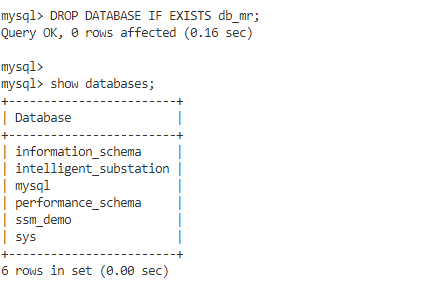 mysql> DROP DATABASE IF EXISTS db_mr;
Query OK, 0 rows affected (0.16 sec)
mysql>
mysql> show databases;
+-----------------------+
| Database              |
+-----------------------+
| information_schema    |
| intelligent_substation |
| mysql                 |
| performance_schema    |
| ssm_demo              |
| sys                   |
+-----------------------+
6 rows in set (0.00 sec)